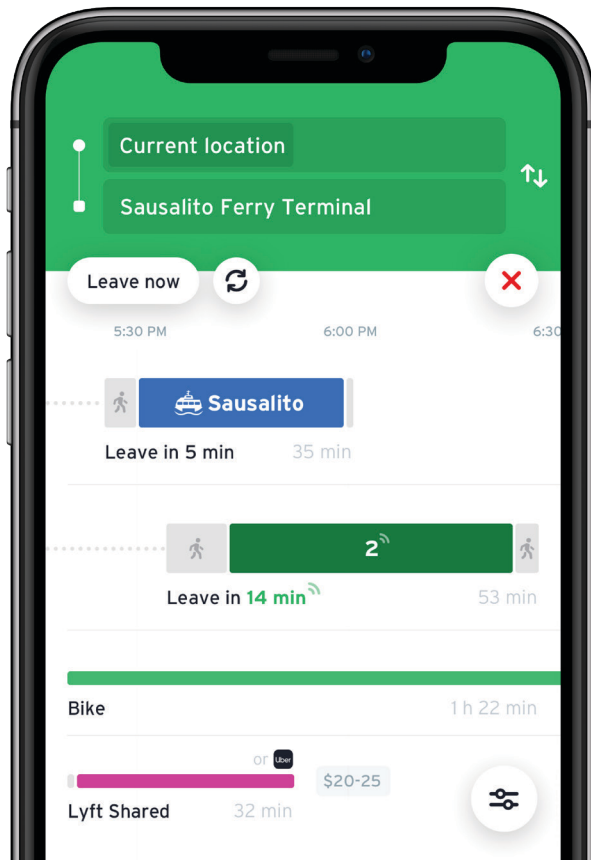 Current location
Sausalito Ferry Terminal
Leave now
5:30 PM 6:00 PM 6:30
Sausalito
Leave in 5 min 35 min
2
Leave in 14 min 53 min
Bike 1 h 22 min
or Uber
$20-25
Lyft Shared 32 min